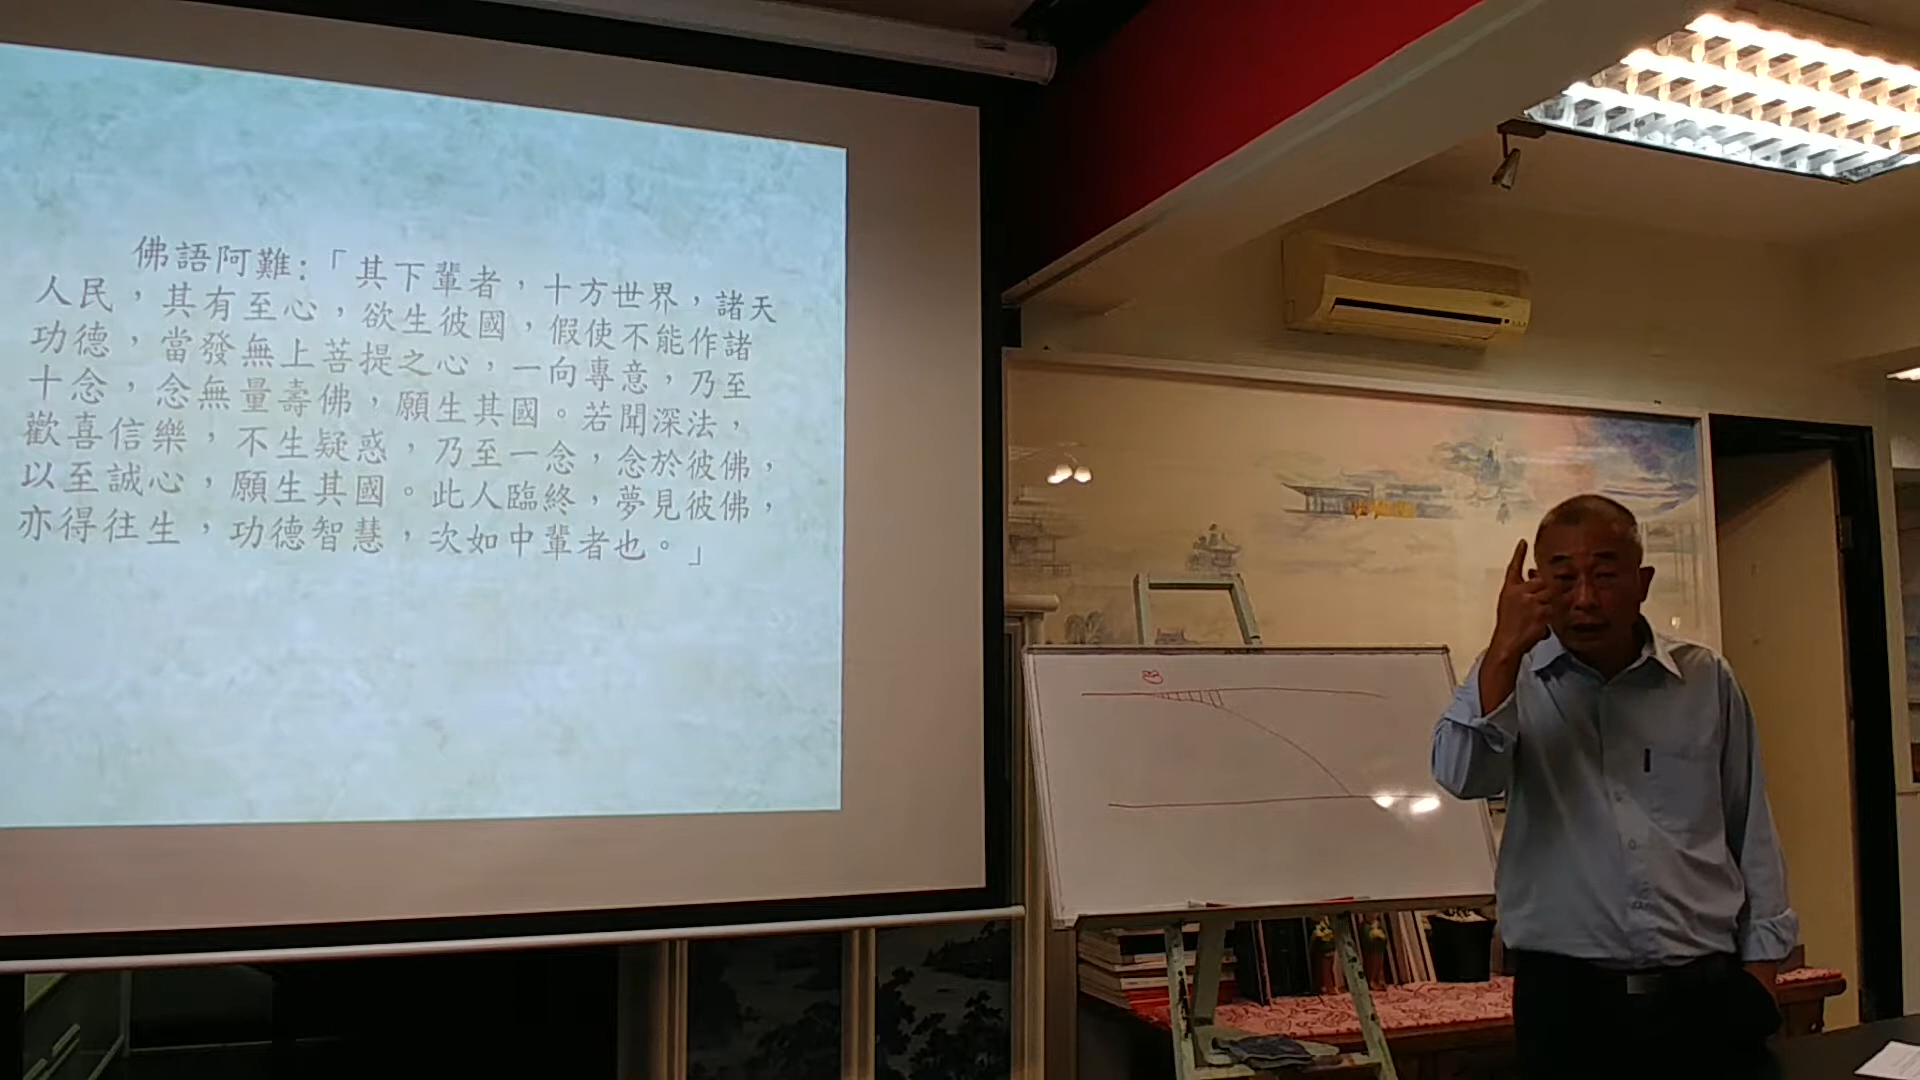 佛語阿難:「其下輩者，十方世界，諸天
人民，其有至心，欲生彼國，假使不能作諸
功德，當發無上菩提之心，一向專意，乃至
十念，念無量壽佛，願生其國。若聞深法，
歡喜信樂，不生疑惑，乃至一念，念於彼佛，
以至誠心，願生其國。此人臨終，夢見彼佛，
亦得往生，功德智慧，次如中輩者也。」